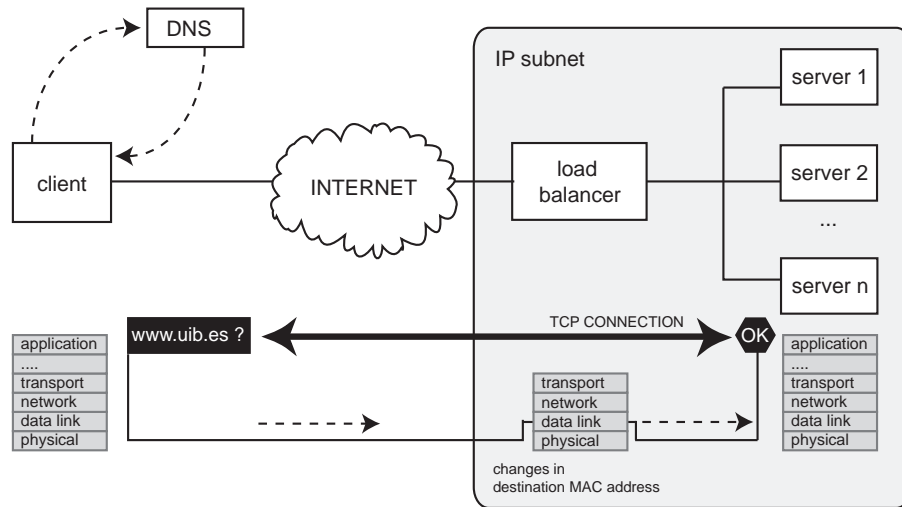 DNS
IP subnet
server 1
client
INTERNET
load
balancer
server 2
...
server n
www.uib.es ?
TCP CONNECTION
OK
application
....
transport
network
data link
physical
transport
network
data link
physical
application
....
transport
network
data link
physical
changes in
destination MAC address